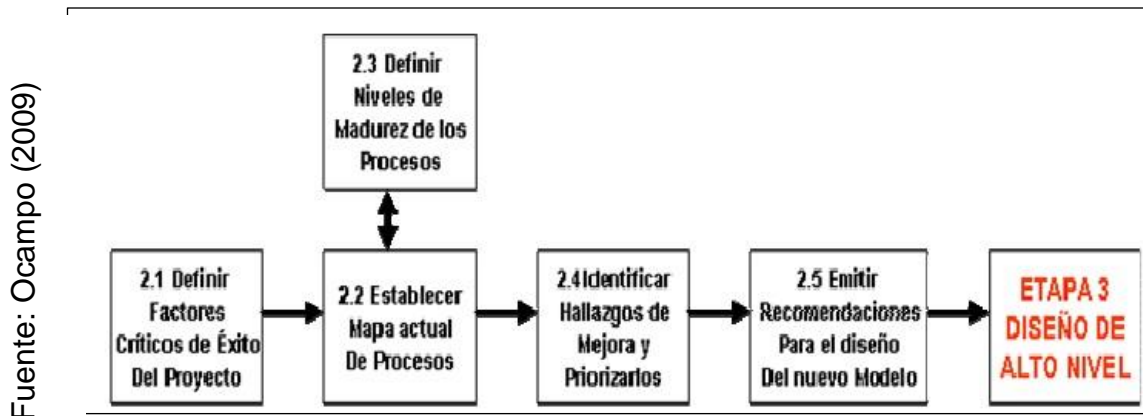 Fuente: Ocampo (2009)
2.3 Definir
Niveles de
Madurez de los
Procesos
2.1 Definir
Factores
Críticos de Éxito
Del Proyecto
2.2 Establecer
Mapa actual
De Procesos
2.4Identificar
Hallazgos de
Mejora y
Priorizarlos
2.5 Emitir
Recomendaciones
Para el diseño
Del nuevo Modelo
ETAPA 3
DISEÑO DE
ALTO NIVEL